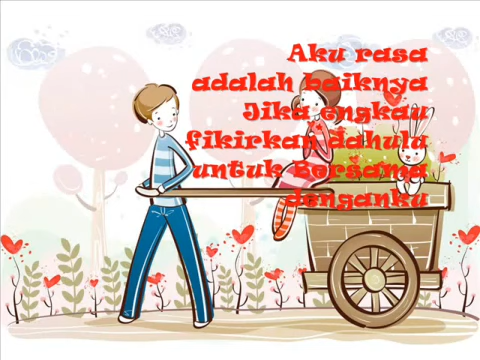 Aku rasa
adalah baiknya
Jika engkau
fikirkan dahulu
untuk Bersama
denganku